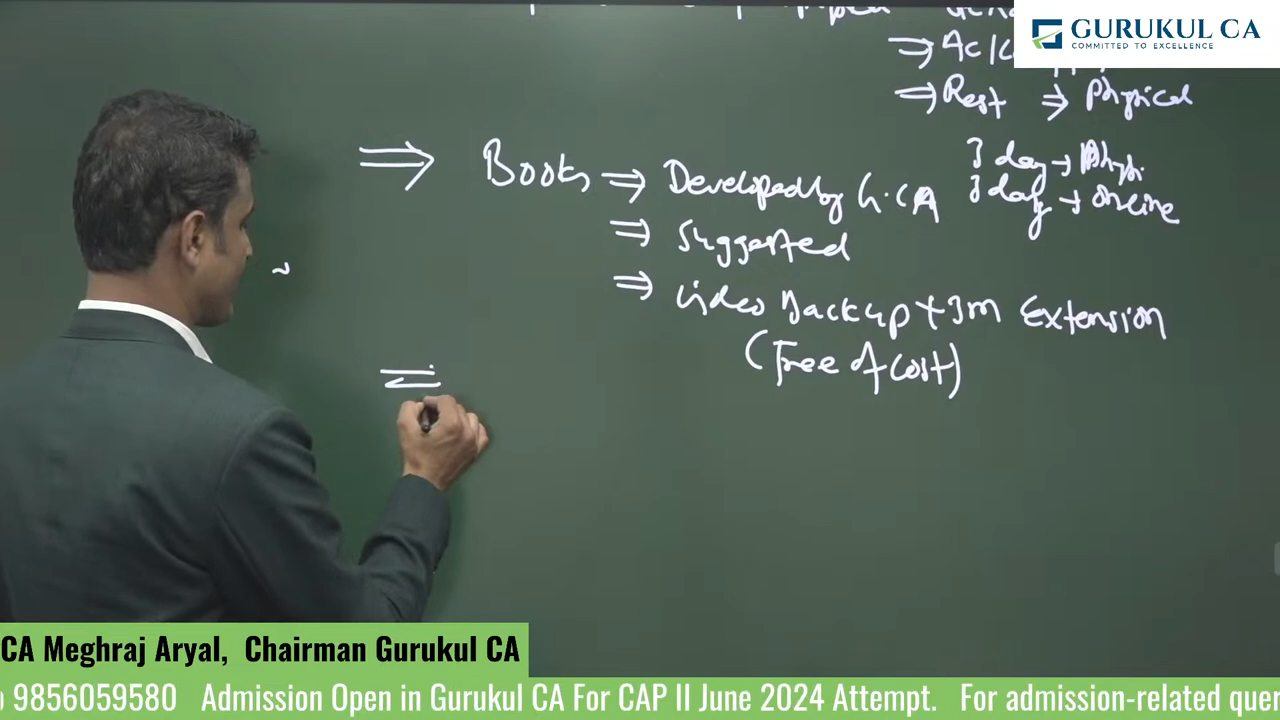 GURUKUL CA
COMMITTED TO EXCELLENCE
⇒ Ac/
⇒ Rest ⇒ Physical
3 day → Physi.
3 day → online
⇒ Books ⇒ Developed by G.CA
⇒ Suggested
⇒ Video Backup + 3m Extension
(Free of cost)
CA Meghraj Aryal, Chairman Gurukul CA
9856059580 Admission Open in Gurukul CA For CAP II June 2024 Attempt. For admission-related quer